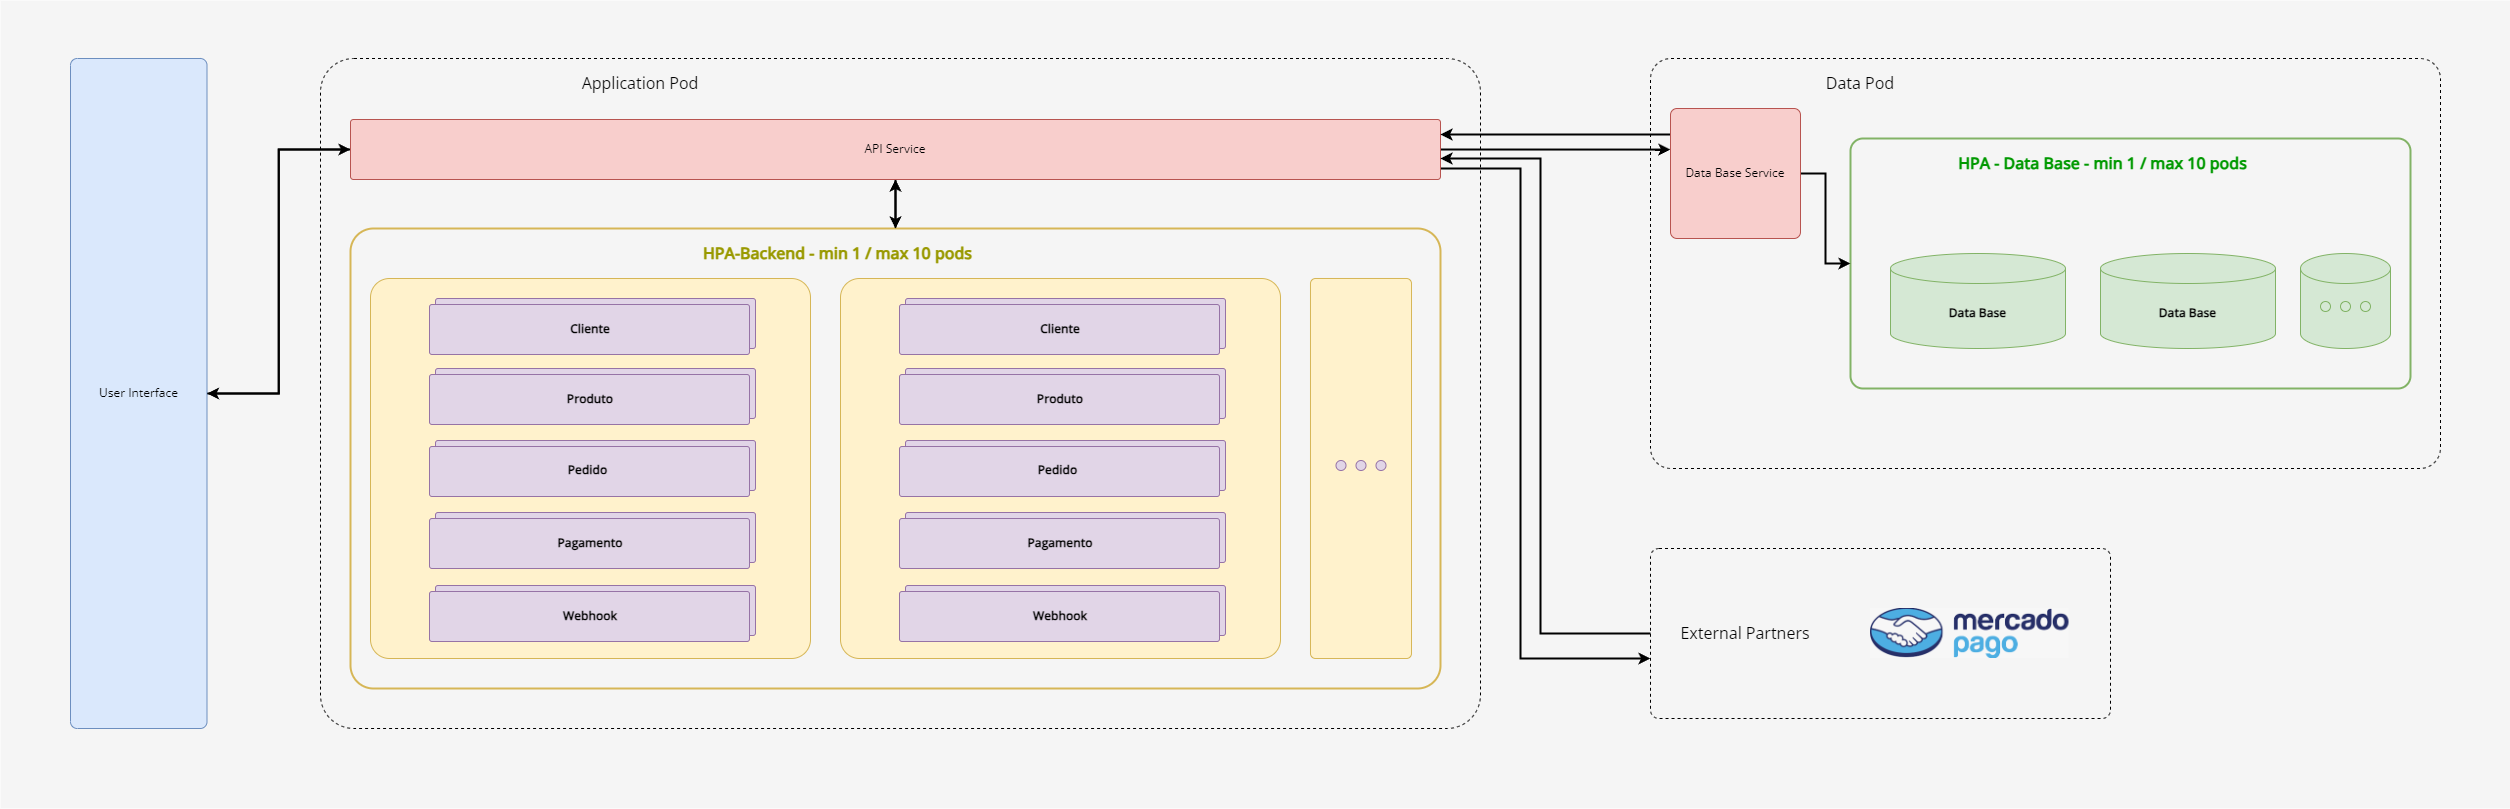 User Interface
Application Pod
API Service
HPA-Backend - min 1 / max 10 pods
Cliente
Produto
Pedido
Pagamento
Webhook
Cliente
Produto
Pedido
Pagamento
Webhook
Data Pod
Data Base Service
HPA - Data Base - min 1 / max 10 pods
Data Base
Data Base
External Partners
mercado
pago